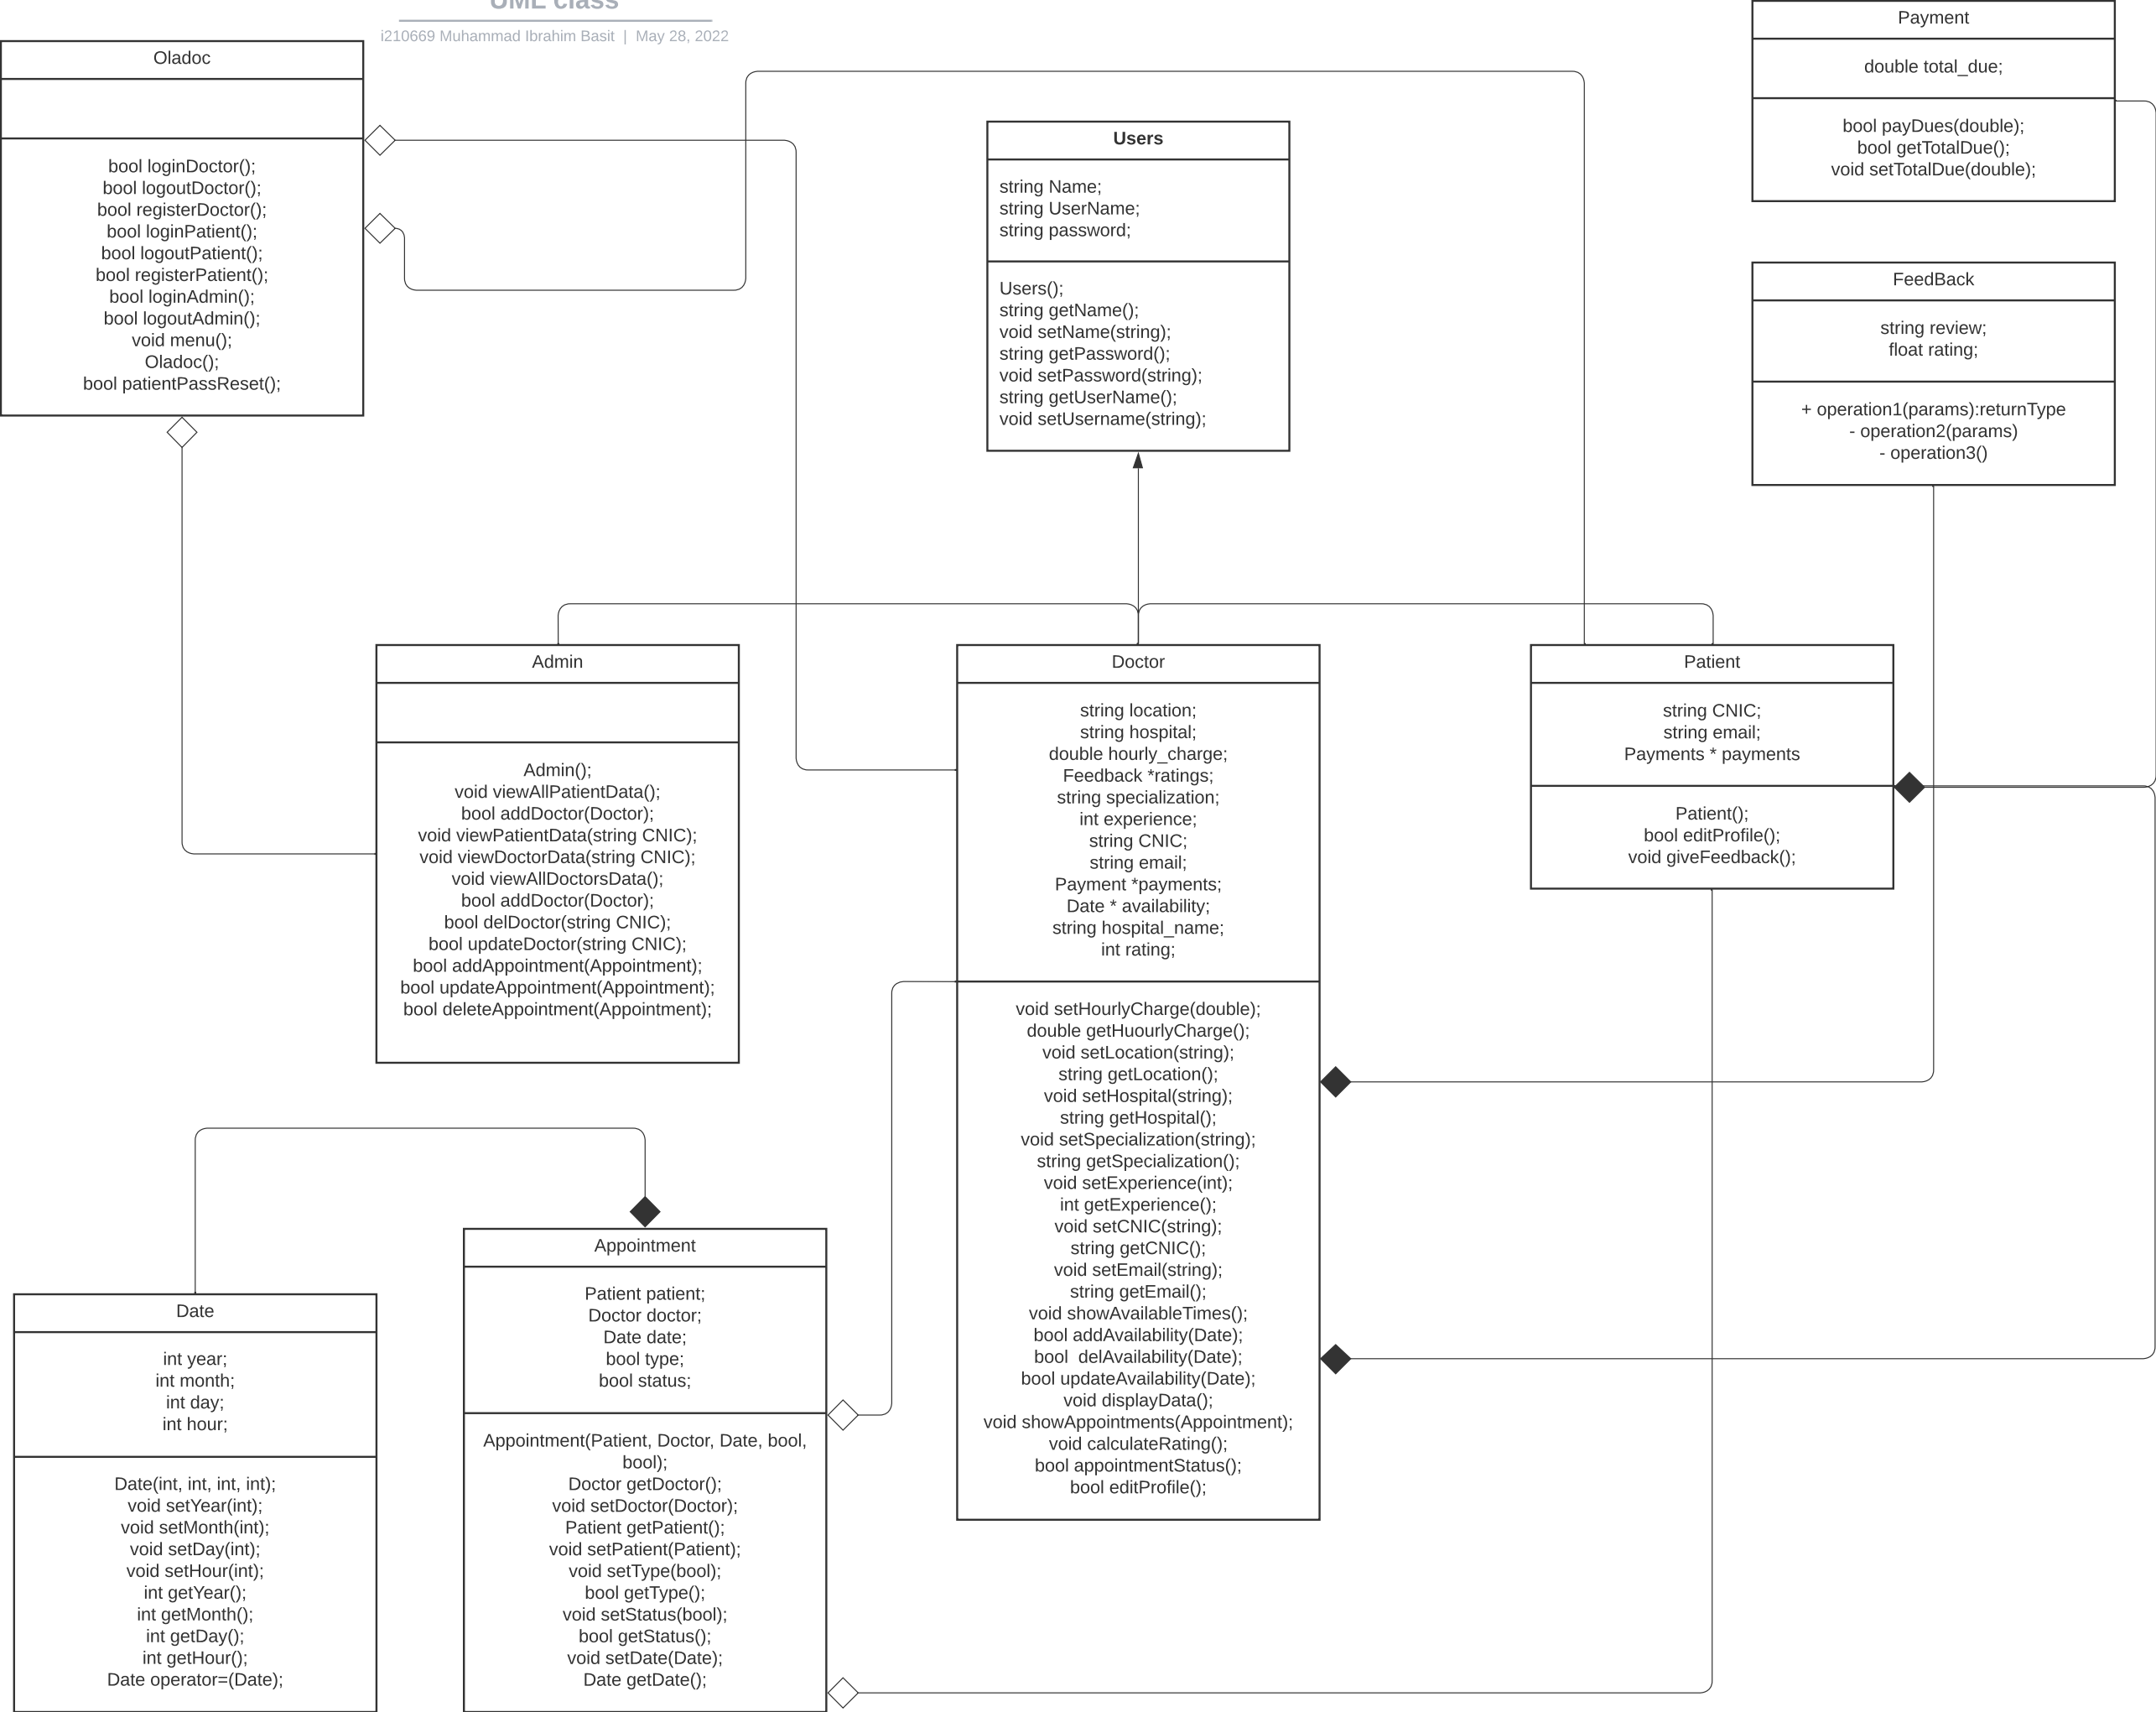 UML class
i210669 Muhammad Ibrahim Basit | May 28, 2022
Oladoc
bool loginDoctor();
bool logoutDoctor();
bool registerDoctor();
bool loginPatient();
bool logoutPatient();
bool registerPatient();
bool loginAdmin();
bool logoutAdmin();
void menu();
Oladoc();
bool patientPassReset();
Users
string Name;
string UserName;
string password;
Users();
string getName();
void setName(string);
string getPassword();
void setPassword(string);
string getUserName();
void setUsername(string);
Payment
double total_due;
bool payDues(double);
bool getTotalDue();
void setTotalDue(double);
FeedBack
string review;
float rating;
+ operation1(params):returnType
- operation2(params)
- operation3()
Admin
Admin();
void viewAllPatientData();
bool addDoctor(Doctor);
void viewPatientData(string CNIC);
void viewDoctorData(string CNIC);
void viewAllDoctorsData();
bool addDoctor(Doctor);
bool delDoctor(string CNIC);
bool updateDoctor(string CNIC);
bool addAppointment(Appointment);
bool updateAppointment(Appointment);
bool deleteAppointment(Appointment);
Doctor
string location;
string hospital;
double hourly_charge;
Feedback *ratings;
string specialization;
int experience;
string CNIC;
string email;
Payment *payments;
Date * availability;
string hospital_name;
int rating;
void setHourlyCharge(double);
double getHuourlyCharge();
void setLocation(string);
string getLocation();
void setHospital(string);
string getHospital();
void setSpecialization(string);
string getSpecialization();
void setExperience(int);
int getExperience();
void setCNIC(string);
string getCNIC();
void setEmail(string);
string getEmail();
void showAvailableTimes();
bool addAvailability(Date);
bool  delAvailability(Date);
bool updateAvailability(Date);
void displayData();
void showAppointments(Appointment);
void calculateRating();
bool appointmentStatus();
bool editProfile();
Patient
string CNIC;
string email;
Payments * payments
Patient();
bool editProfile();
void giveFeedback();
Date
int year;
int month;
int day;
int hour;
Date(int, int, int, int);
void setYear(int);
void setMonth(int);
void setDay(int);
void setHour(int);
int getYear();
int getMonth();
int getDay();
int getHour();
Date operator=(Date);
Appointment
Patient patient;
Doctor doctor;
Date date;
bool type;
bool status;
Appointment(Patient, Doctor, Date, bool,
bool);
Doctor getDoctor();
void setDoctor(Doctor);
Patient getPatient();
void setPatient(Patient);
void setType(bool);
bool getType();
void setStatus(bool);
bool getStatus();
void setDate(Date);
Date getDate();